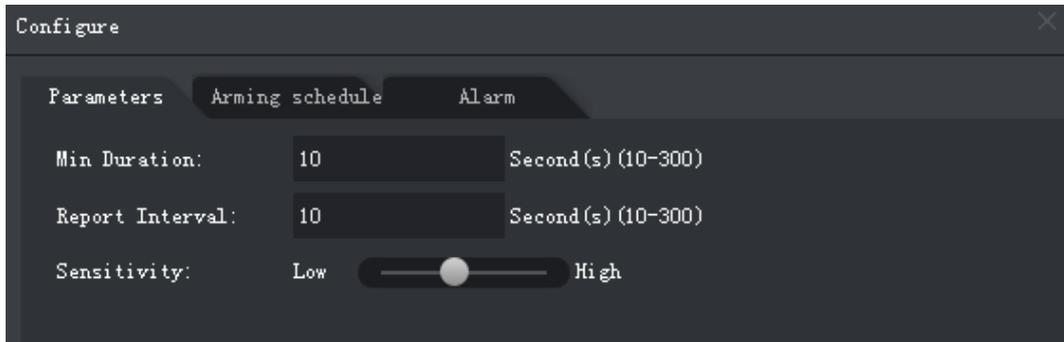 Configure
Parameters Arming schedule Alarm
Min Duration: 10 Second(s)(10-300)
Report Interval: 10 Second(s)(10-300)
Sensitivity: Low High